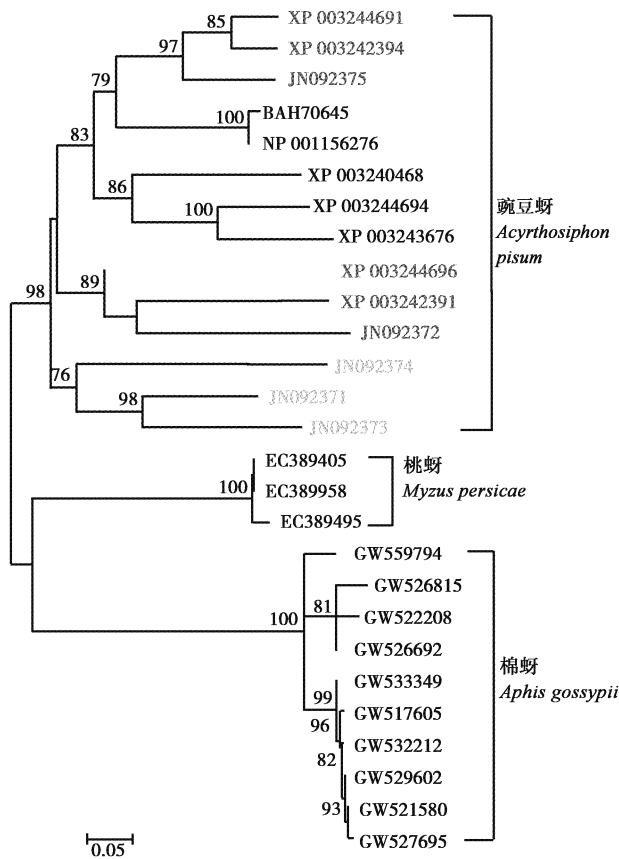 85
XP 003244691
97
XP 003242394
JN092375
79
100
BAH70645
NP 001156276
83
86
XP 003240468
100
XP 003244694
XP 003243676
豌豆蚜
Acyrthosiphon
pisum
98
89
XP 003244696
XP 003242391
JN092372
76
JN092374
98
JN092371
JN092373
100
EC389405
EC389958
EC389495
桃蚜
Myzus persicae
100
GW559794
81
GW526815
GW522208
GW526692
99
GW533349
96
GW517605
82
GW532212
GW529602
93
GW521580
GW527695
棉蚜
Aphis gossypii
0.05